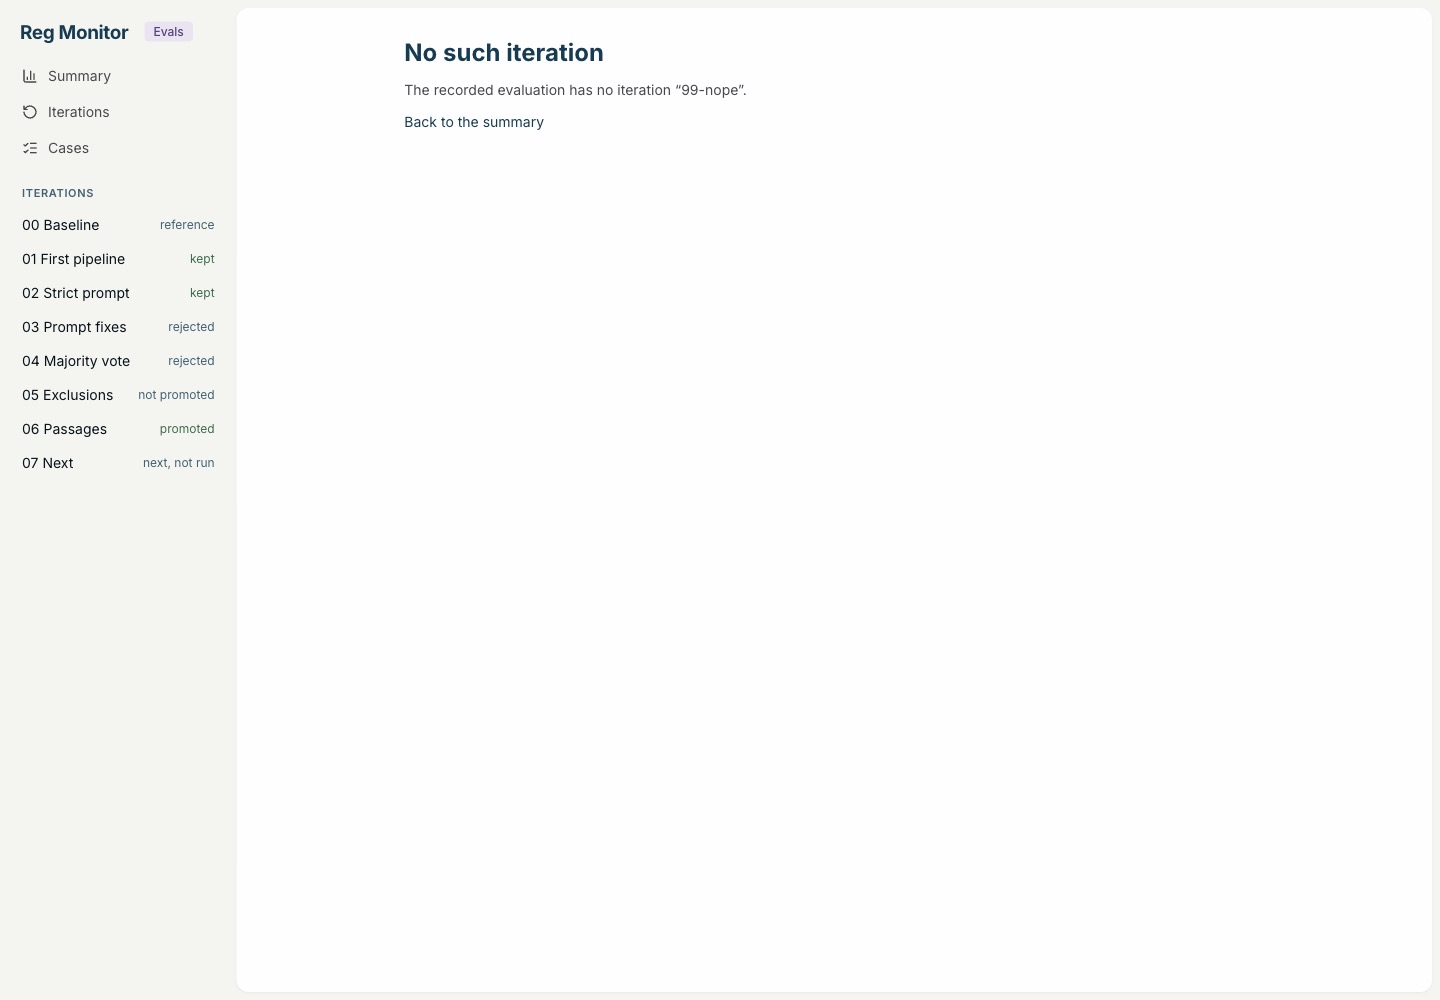 Reg Monitor Evals
Summary
Iterations
Cases
ITERATIONS
00 Baseline reference
01 First pipeline kept
02 Strict prompt kept
03 Prompt fixes rejected
04 Majority vote rejected
05 Exclusions not promoted
06 Passages promoted
07 Next next, not run
No such iteration
The recorded evaluation has no iteration “99-nope”.
Back to the summary